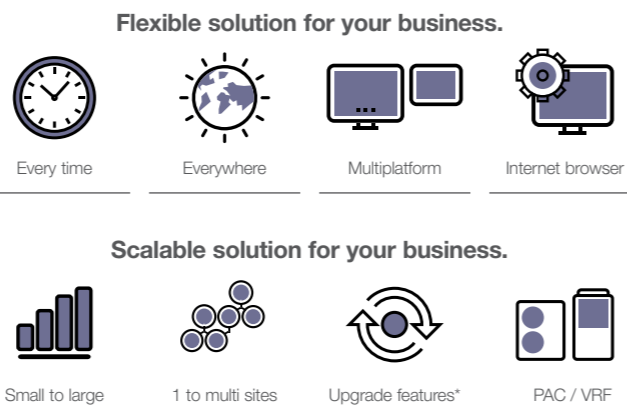 Flexible solution for your business.
Every time
Everywhere
Multiplatform
Internet browser
Scalable solution for your business.
Small to large
1 to multi sites
Upgrade features*
PAC / VRF